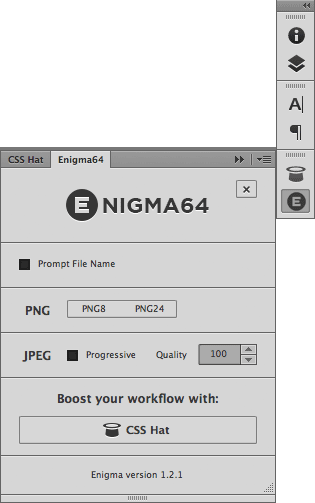 A|
CSS Hat Enigma64
ENIGMA64
Prompt File Name
PNG PNG8 PNG24
JPEG Progressive Quality 100
Boost your workflow with:
CSS Hat
Enigma version 1.2.1